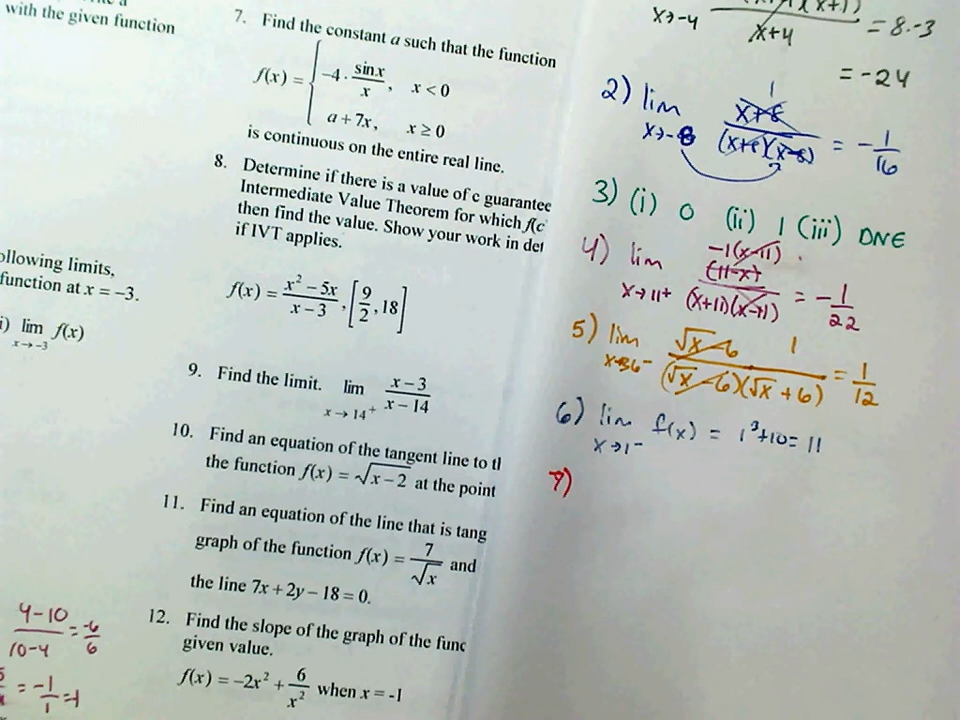 with the given function
ollowing limits,
function at x = -3.
i) lim f(x)
x→-3
4-10
10-4
= -6/6
= -1/1 = -1
7. Find the constant a such that the function
f(x) = { -4 · sinx/x, x < 0
a + 7x, x ≥ 0
is continuous on the entire real line.
8. Determine if there is a value of c guarantee
Intermediate Value Theorem for which f(c
then find the value. Show your work in det
if IVT applies.
f(x) = (x² - 5x)/(x - 3), [9/2, 18]
9. Find the limit. lim x→14⁺ (x-3)/(x-14)
10. Find an equation of the tangent line to tl
the function f(x) = √(x-2) at the point
11. Find an equation of the line that is tang
graph of the function f(x) = 7/√x and
the line 7x + 2y - 18 = 0.
12. Find the slope of the graph of the func
given value.
f(x) = -2x² + 6/x² when x = -1
x→-4 (x+1)/(x+4) = 8·-3
= -24
2) lim x→-8 (x+8)/((x+8)(x-8)) 1 = -1/16
3) (i) 0 (ii) 1 (iii) DNE
4) lim x→11+ -1(x-11) (11-x)/((x+11)(x-11)) = -1/22
5) lim x→36- (√x-6)/((√x-6)(√x+6)) 1 = 1/12
6) lim x→1- f(x) = 1³+10 = 11
7)